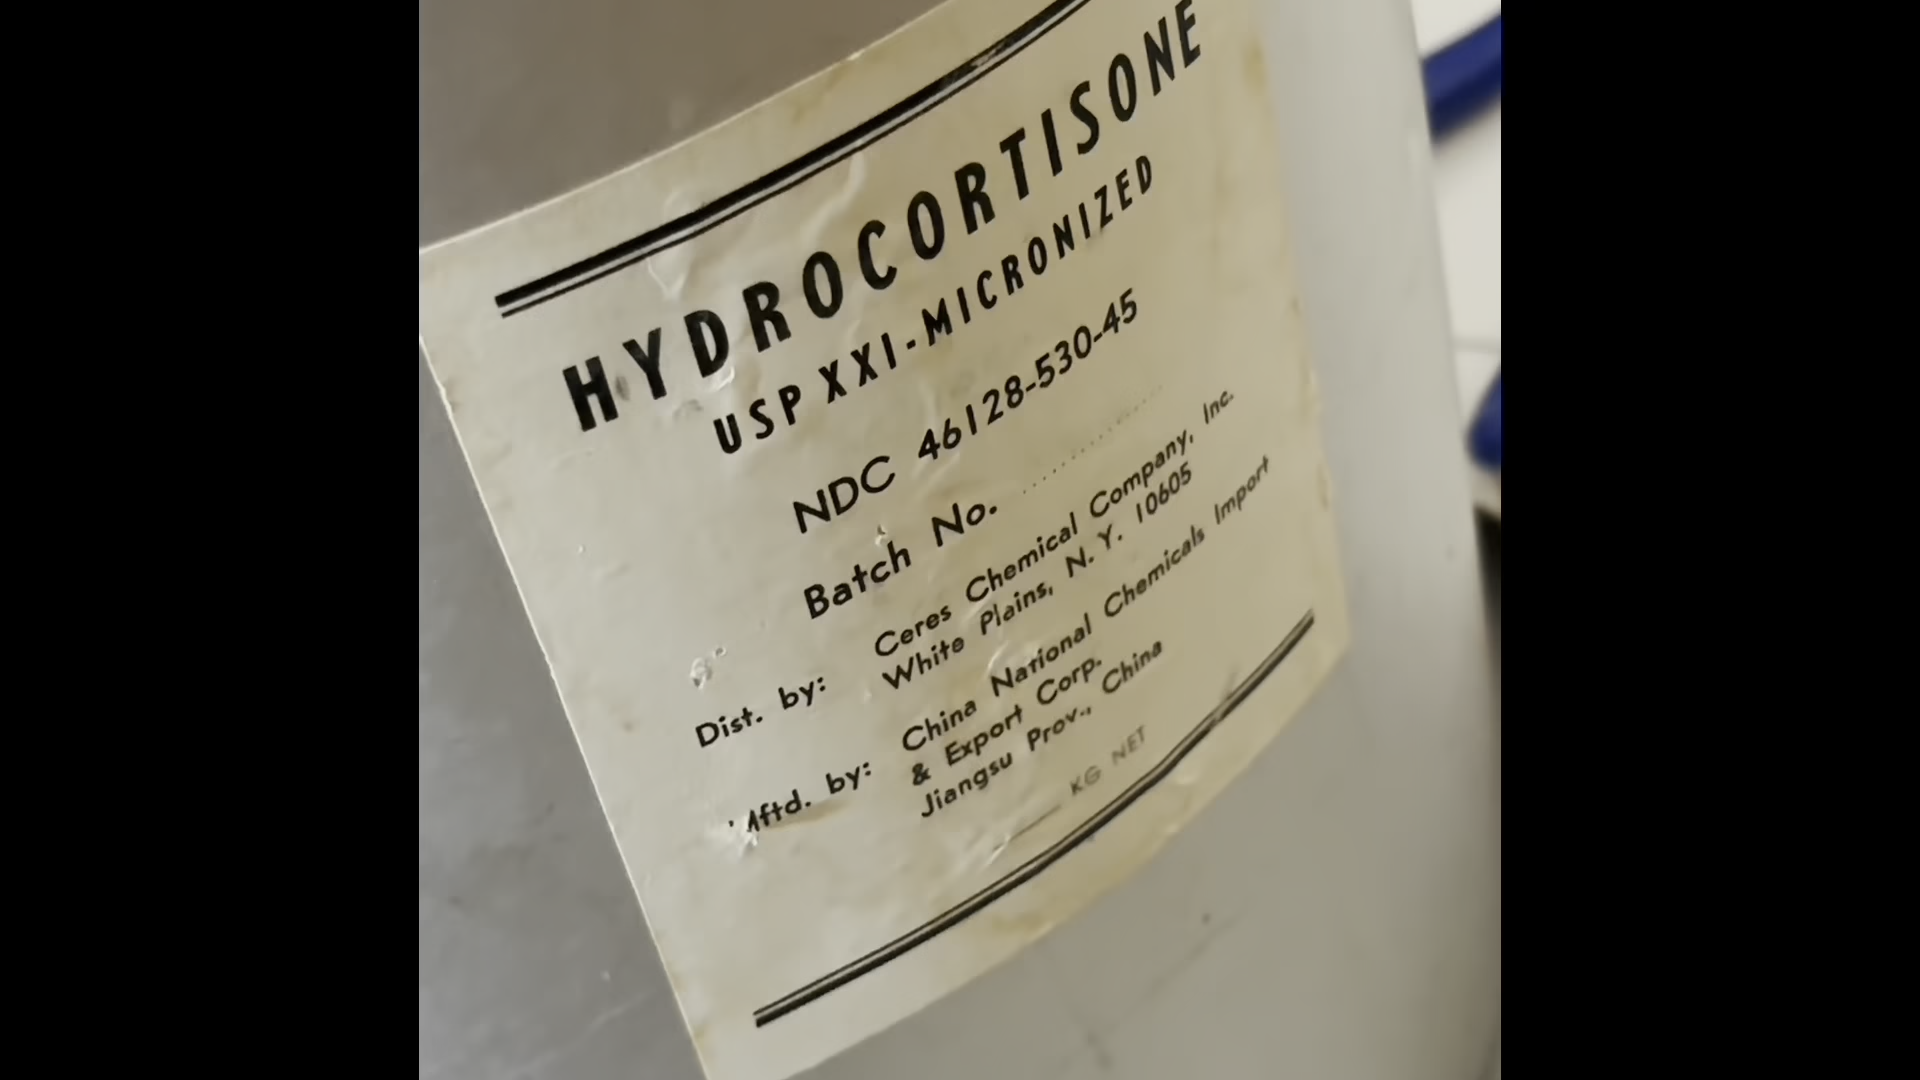 HYDROCORTISONE
USP XXI-MICRONIZED
NDC 46128-530-45
Batch No. ....................
Dist. by: Ceres Chemical Company, Inc.
White Plains, N.Y. 10605
Mftd. by: China National Chemicals Import
& Export Corp.
Jiangsu Prov., China
____ KG NET